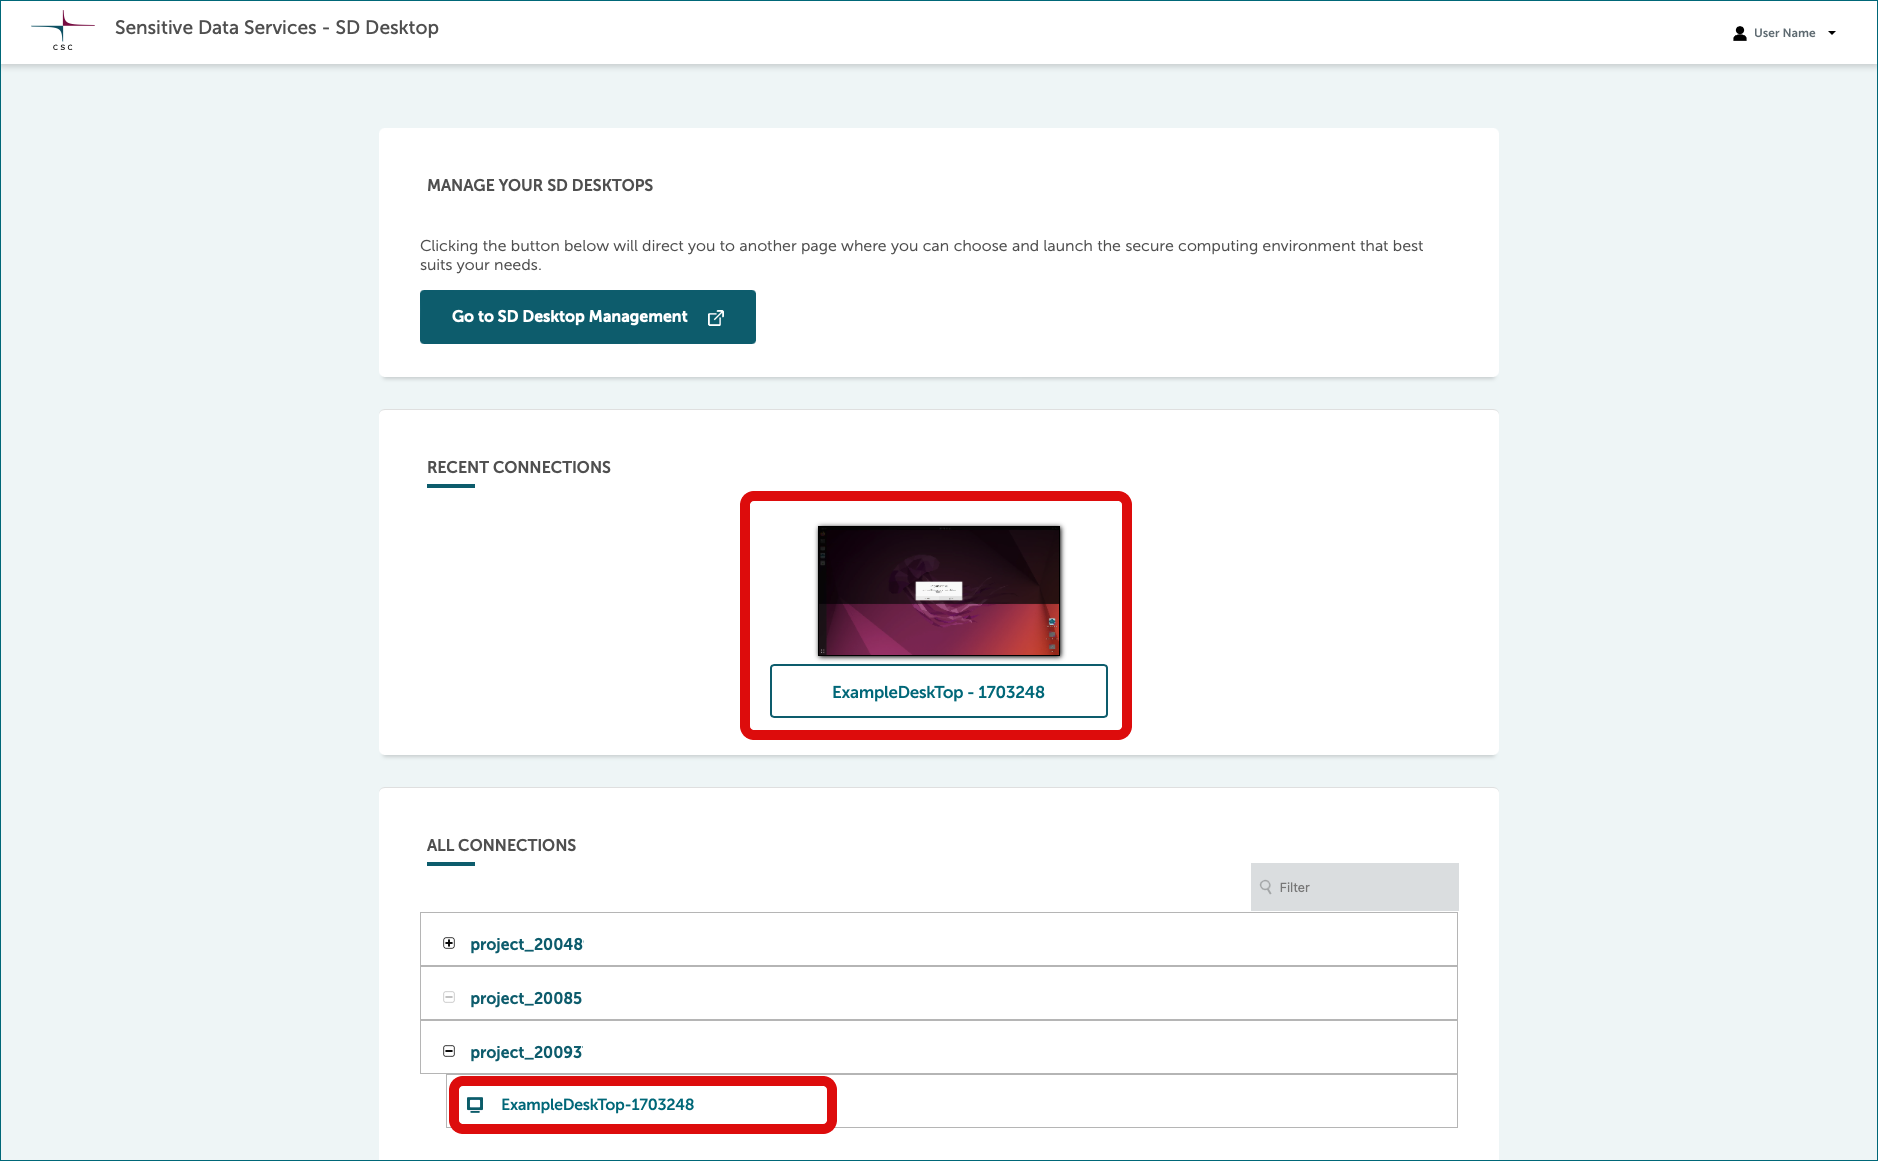 CSC
Sensitive Data Services - SD Desktop
User Name
MANAGE YOUR SD DESKTOPS
Clicking the button below will direct you to another page where you can choose and launch the secure computing environment that best
suits your needs.
Go to SD Desktop Management
RECENT CONNECTIONS
ExampleDeskTop - 1703248
ALL CONNECTIONS
Filter
project_20048
project_20085
project_20093
ExampleDeskTop-1703248